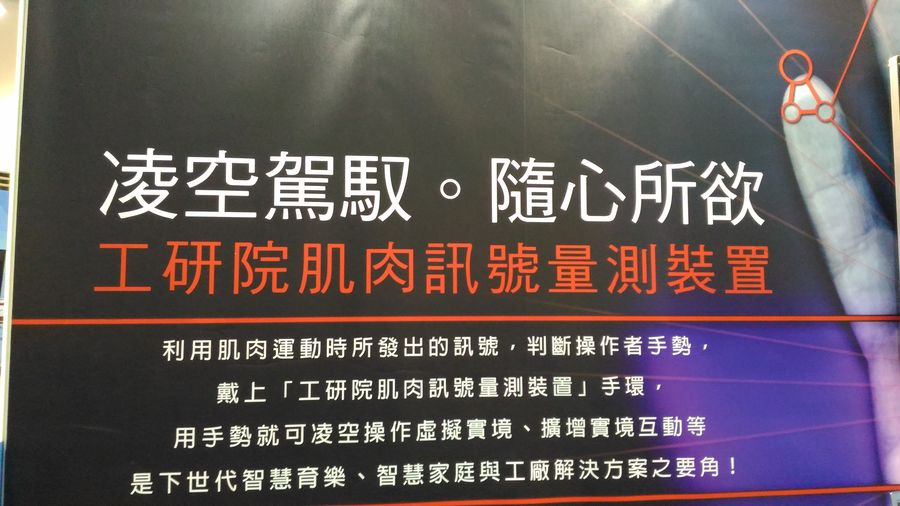 凌空駕馭。隨心所欲
工研院肌肉訊號量測裝置
利用肌肉運動時所發出的訊號，判斷操作者手勢，
戴上「工研院肌肉訊號量測裝置」手環，
用手勢就可凌空操作虛擬實境、擴增實境互動等
是下世代智慧育樂、智慧家庭與工廠解決方案之要角！